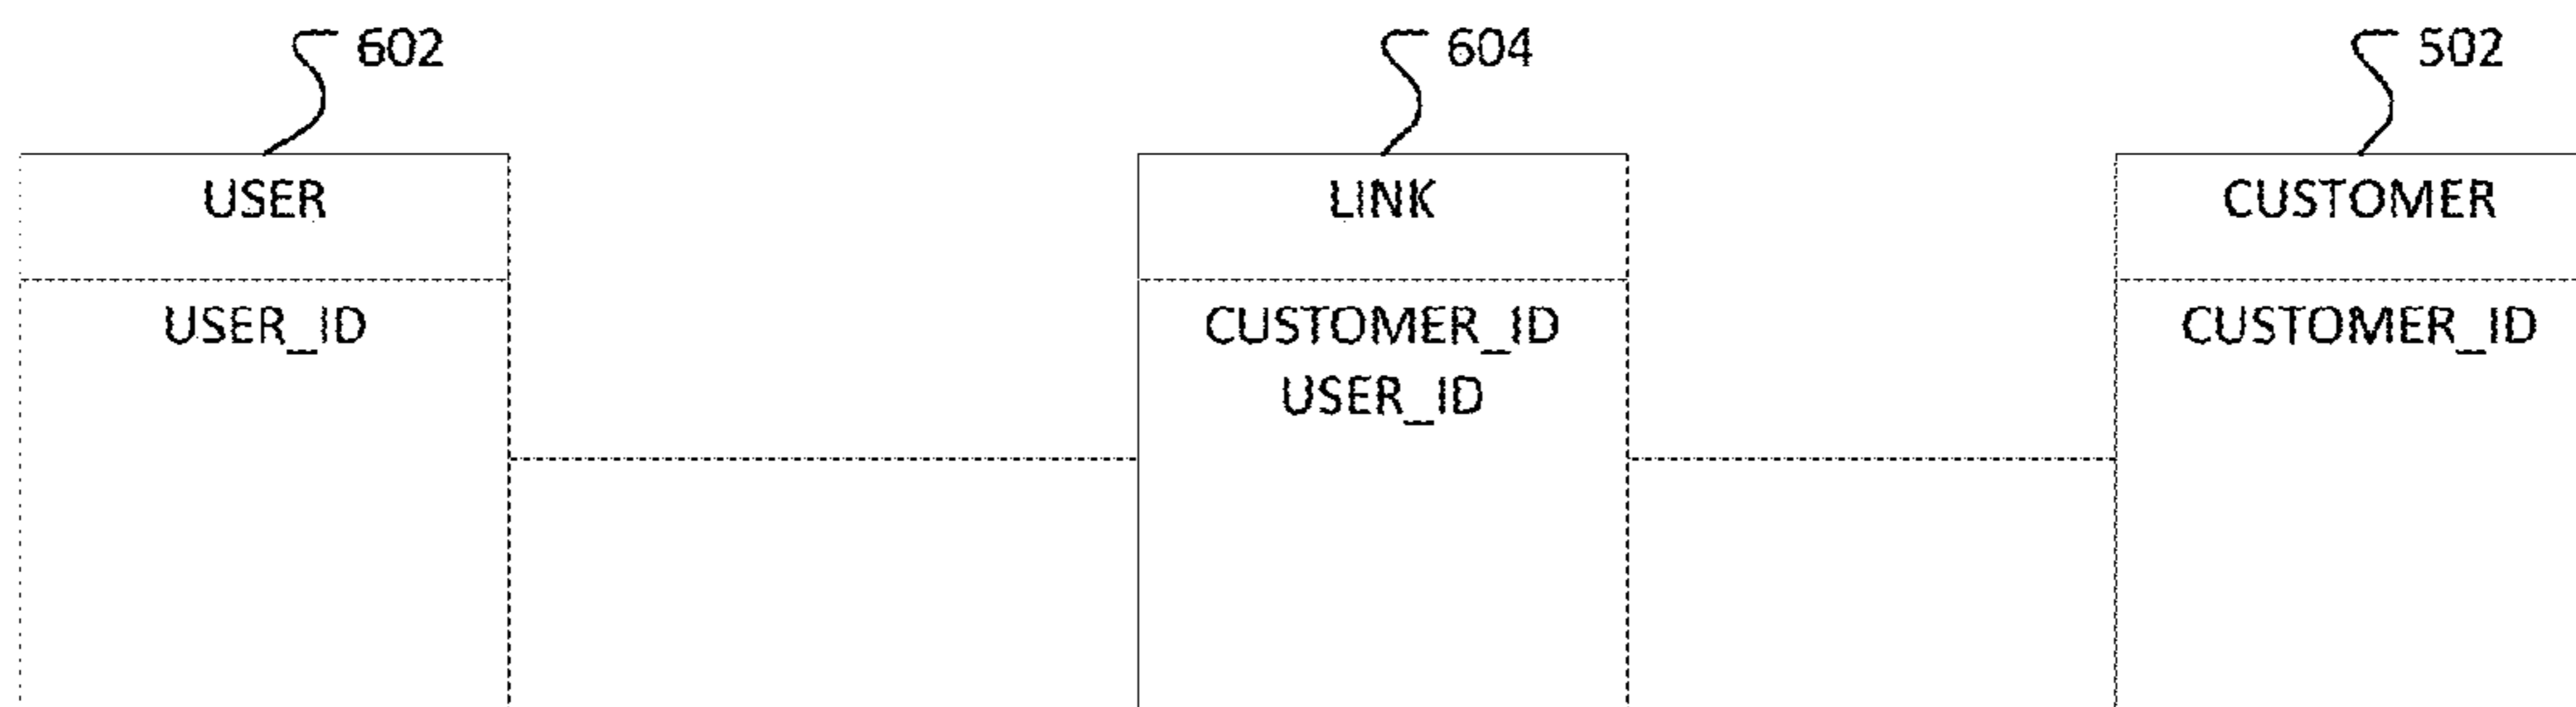 602 604 502
USER LINK CUSTOMER
USER_ID CUSTOMER_ID CUSTOMER_ID
USER_ID